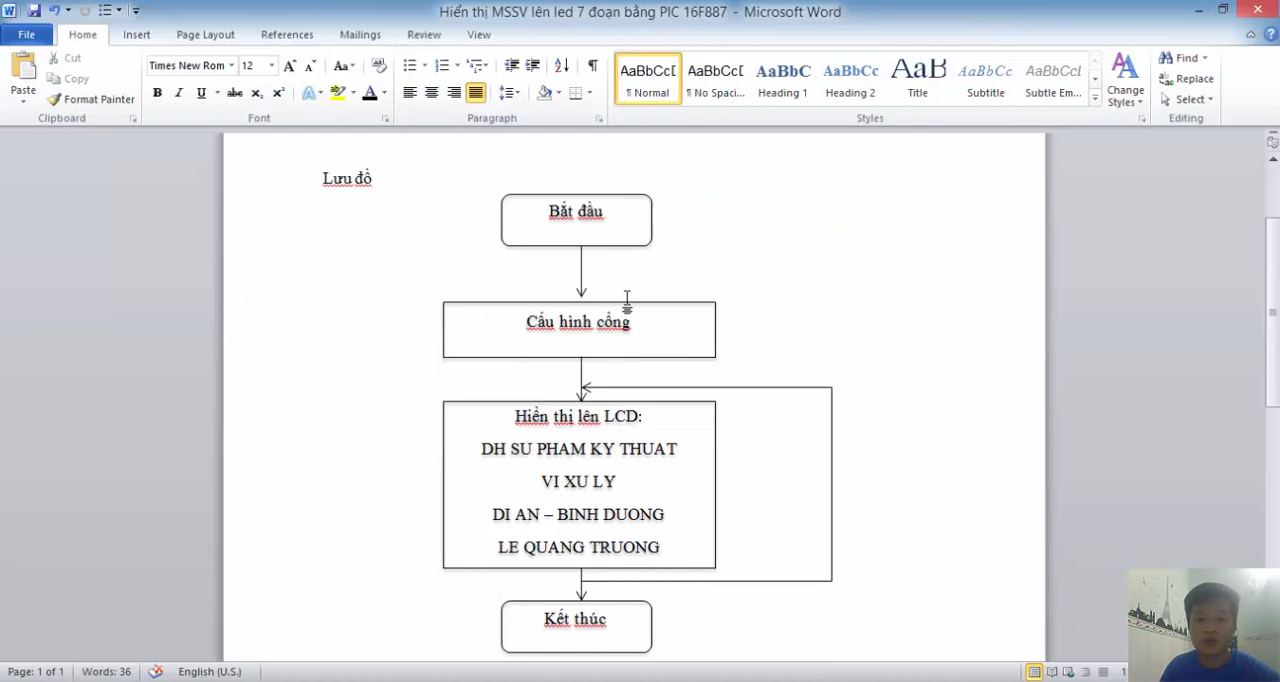 Hiển thị MSSV lên led 7 đoạn bằng PIC 16F887 - Microsoft Word
File Home Insert Page Layout References Mailings Review View
Cut
Copy
Format Painter
Paste
Clipboard
Times New Rom 12
Font
Paragraph
AaBbCcD AaBbCcD AaBbC AaBbCc AaB AaBbCcD AaBbCcD
¶ Normal ¶ No Spaci... Heading 1 Heading 2 Title Subtitle Subtle Em...
Change Styles
Styles
Find
Replace
Select
Editing
Lưu đồ
Bắt đầu
Cấu hình cổng
Hiển thị lên LCD:
DH SU PHAM KY THUAT
VI XU LY
DI AN – BINH DUONG
LE QUANG TRUONG
Kết thúc
Page: 1 of 1 Words: 36 English (U.S.)